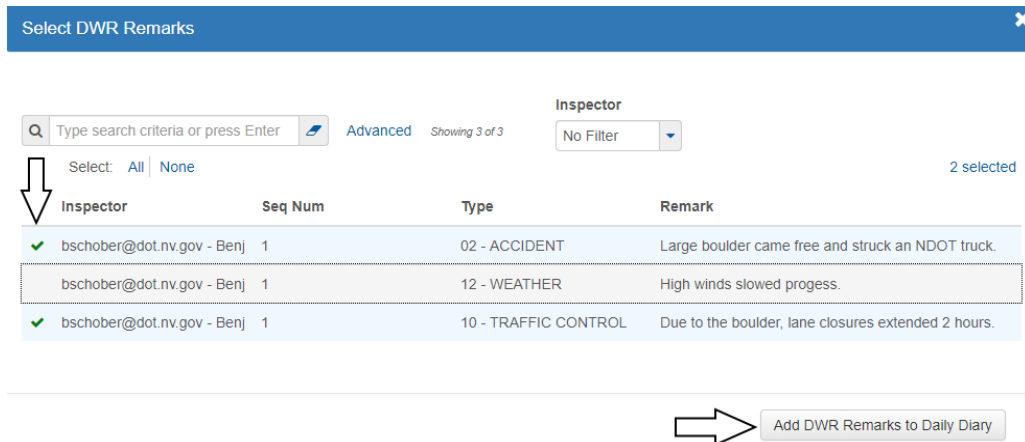 Select DWR Remarks
Inspector
Type search criteria or press Enter Advanced Showing 3 of 3 No Filter
Select: All None 2 selected
Inspector Seq Num Type Remark
bschober@dot.nv.gov - Benj 1 02 - ACCIDENT Large boulder came free and struck an NDOT truck.
bschober@dot.nv.gov - Benj 1 12 - WEATHER High winds slowed progess.
bschober@dot.nv.gov - Benj 1 10 - TRAFFIC CONTROL Due to the boulder, lane closures extended 2 hours.
Add DWR Remarks to Daily Diary